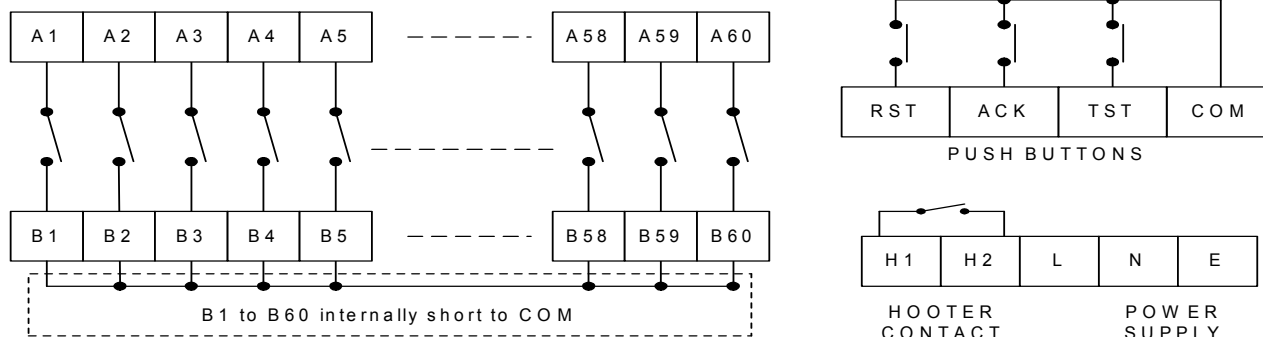 A1 A2 A3 A4 A5 A58 A59 A60
B1 B2 B3 B4 B5 B58 B59 B60
B1 to B60 internally short to COM
RST ACK TST COM
PUSH BUTTONS
H1 H2 L N E
HOOTER CONTACT
POWER SUPPLY